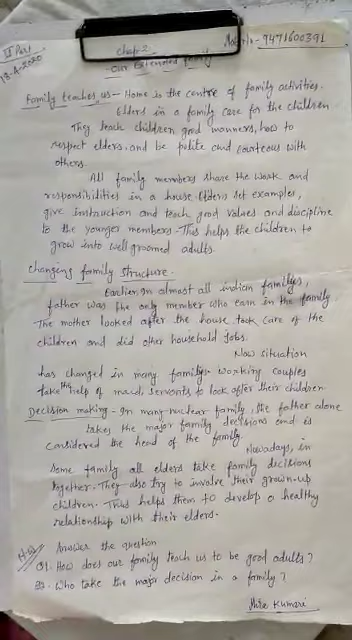 II Part
Mob. No - 9471600391
18-4-2020
Chap-2
Our Extended family
Family teaches us - Home is the centre of family activities.
Elders in a family care for the children
They teach children good manners, how to
respect elders, and be polite and courteous with
others.
All family members share the work and
responsibilities in a house. Elders set examples,
give instruction and teach good values and discipline
to the younger members. This helps the children to
grow into well groomed adults.
Changing family structure.
Earlier, in almost all indian familys,
father was the only member who earn in the family.
The mother looked after the house, took care of the
children and did other household jobs.
Now situation
has changed in many family. Working couples
take the help of maid, servants to look after their children.
Decision making - In many nuclear family, the father alone
takes the major family decisions and is
considered the head of the family.
Nowadays, in
some family all elders take family decisions
together. They also try to involve their grown-up
children. Thus helps them to develop a healthy
relationship with their elders.
H.W Answer the question
Q1. How does our family teach us to be good adults?
Q2. Who take the major decision in a family?
Kumari